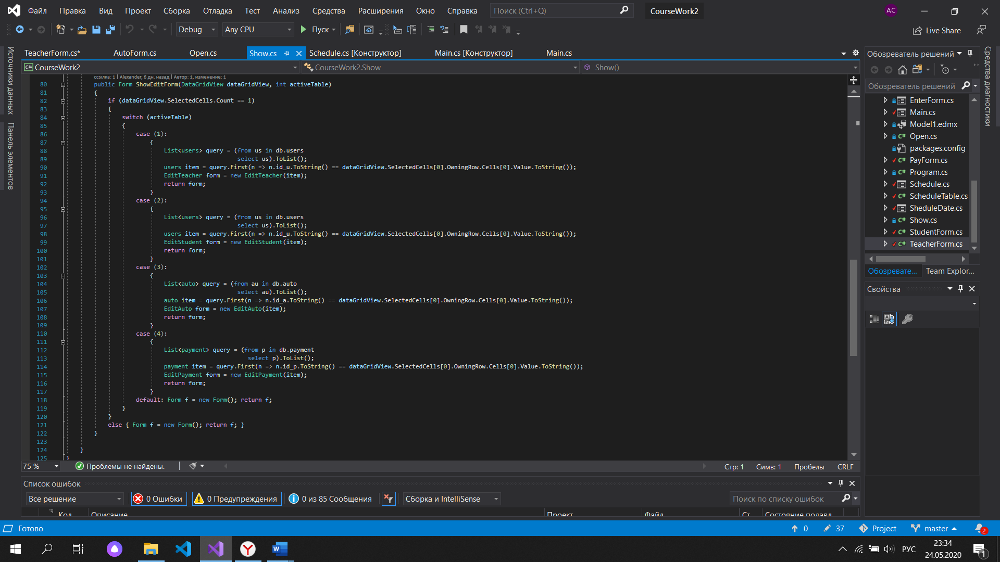 Файл Правка Вид Проект Сборка Отладка Тест Анализ Средства Расширения Окно Справка Поиск (Ctrl+Q) CourseWork2 AC
Debug Any CPU Пуск Live Share
Источники данных
Панель элементов
TeacherForm.cs* AutoForm.cs Open.cs Show.cs Schedule.cs [Конструктор] Main.cs [Конструктор] Main.cs
CourseWork2 CourseWork2.Show Show()
ссылка: 1 | Alexander, 6 дн. назад | Автор: 1, изменение: 1
80 public Form ShowEditForm(DataGridView dataGridView, int activeTable)
81 {
82 if (dataGridView.SelectedCells.Count == 1)
83 {
84 switch (activeTable)
85 {
86 case (1):
87 {
88 List<users> query = (from us in db.users
89 select us).ToList();
90 users item = query.First(n => n.id_u.ToString() == dataGridView.SelectedCells[0].OwningRow.Cells[0].Value.ToString());
91 EditTeacher form = new EditTeacher(item);
92 return form;
93 }
94 case (2):
95 {
96 List<users> query = (from us in db.users
97 select us).ToList();
98 users item = query.First(n => n.id_u.ToString() == dataGridView.SelectedCells[0].OwningRow.Cells[0].Value.ToString());
99 EditStudent form = new EditStudent(item);
100 return form;
101 }
102 case (3):
103 {
104 List<auto> query = (from au in db.auto
105 select au).ToList();
106 auto item = query.First(n => n.id_a.ToString() == dataGridView.SelectedCells[0].OwningRow.Cells[0].Value.ToString());
107 EditAuto form = new EditAuto(item);
108 return form;
109 }
110 case (4):
111 {
112 List<payment> query = (from p in db.payment
113 select p).ToList();
114 payment item = query.First(n => n.id_p.ToString() == dataGridView.SelectedCells[0].OwningRow.Cells[0].Value.ToString());
115 EditPayment form = new EditPayment(item);
116 return form;
117 }
118 default: Form f = new Form(); return f;
119 }
120 }
121 else { Form f = new Form(); return f; }
122 }
123
124 }
125 }
75 % Проблемы не найдены. Стр: 1 Симв: 1 Пробелы CRLF
Список ошибок
Все решение 0 Ошибки 0 Предупреждения 0 из 85 Сообщения Сборка и IntelliSense Поиск по списку ошибок
Код Описание Проект Файл Ст Состояние подавл
Обозреватель решений
Обозреватель решений
EnterForm.cs
Main.cs
Model1.edmx
Open.cs
packages.config
PayForm.cs
Program.cs
Schedule.cs
ScheduleTable.cs
SheduleDate.cs
Show.cs
StudentForm.cs
TeacherForm.cs
Обозревате... Team Explor...
Свойства
Средства диагностики
Готово 0 37 Project master 2
РУС 23:34
24.05.2020 1